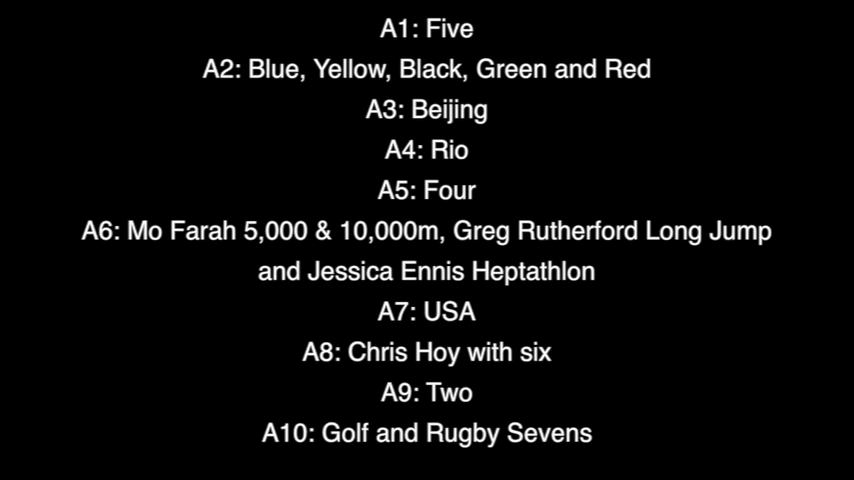 A1: Five
A2: Blue, Yellow, Black, Green and Red
A3: Beijing
A4: Rio
A5: Four
A6: Mo Farah 5,000 & 10,000m, Greg Rutherford Long Jump
and Jessica Ennis Heptathlon
A7: USA
A8: Chris Hoy with six
A9: Two
A10: Golf and Rugby Sevens